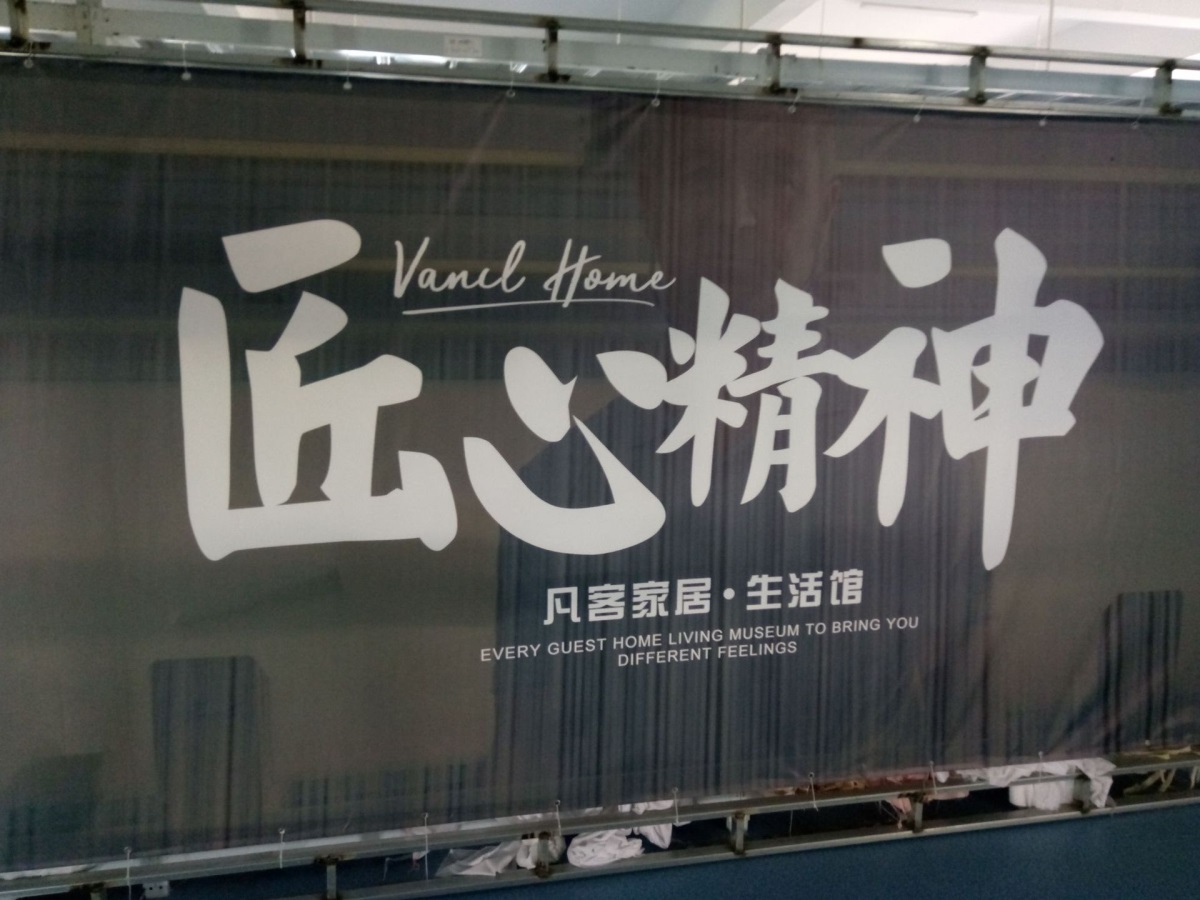 Vancl Home
匠心精神
凡客家居·生活馆
EVERY GUEST HOME LIVING MUSEUM TO BRING YOU
DIFFERENT FEELINGS